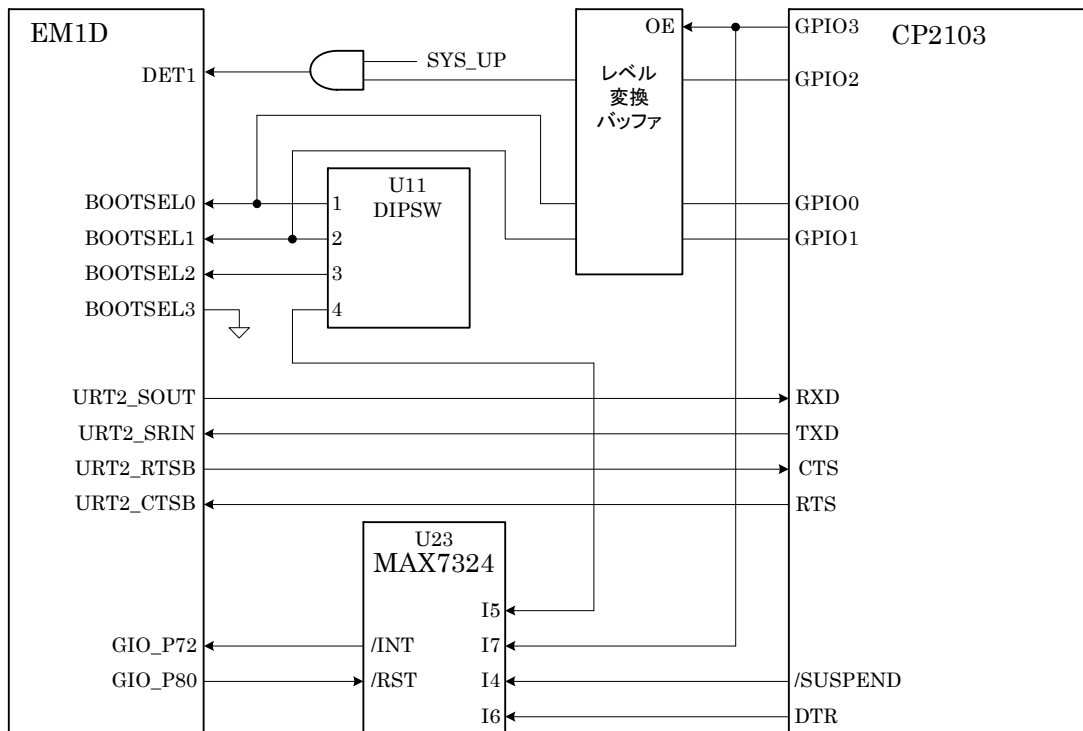 EM1D
OE
GPIO3
CP2103
DET1
SYS_UP
レベル
変換
バッファ
GPIO2
U11
DIPSW
BOOTSEL0
1
GPIO0
BOOTSEL1
2
GPIO1
BOOTSEL2
3
BOOTSEL3
4
URT2_SOUT
RXD
URT2_SRIN
TXD
URT2_RTSB
CTS
URT2_CTSB
RTS
U23
MAX7324
I5
GIO_P72
/INT
I7
GIO_P80
/RST
I4
/SUSPEND
I6
DTR